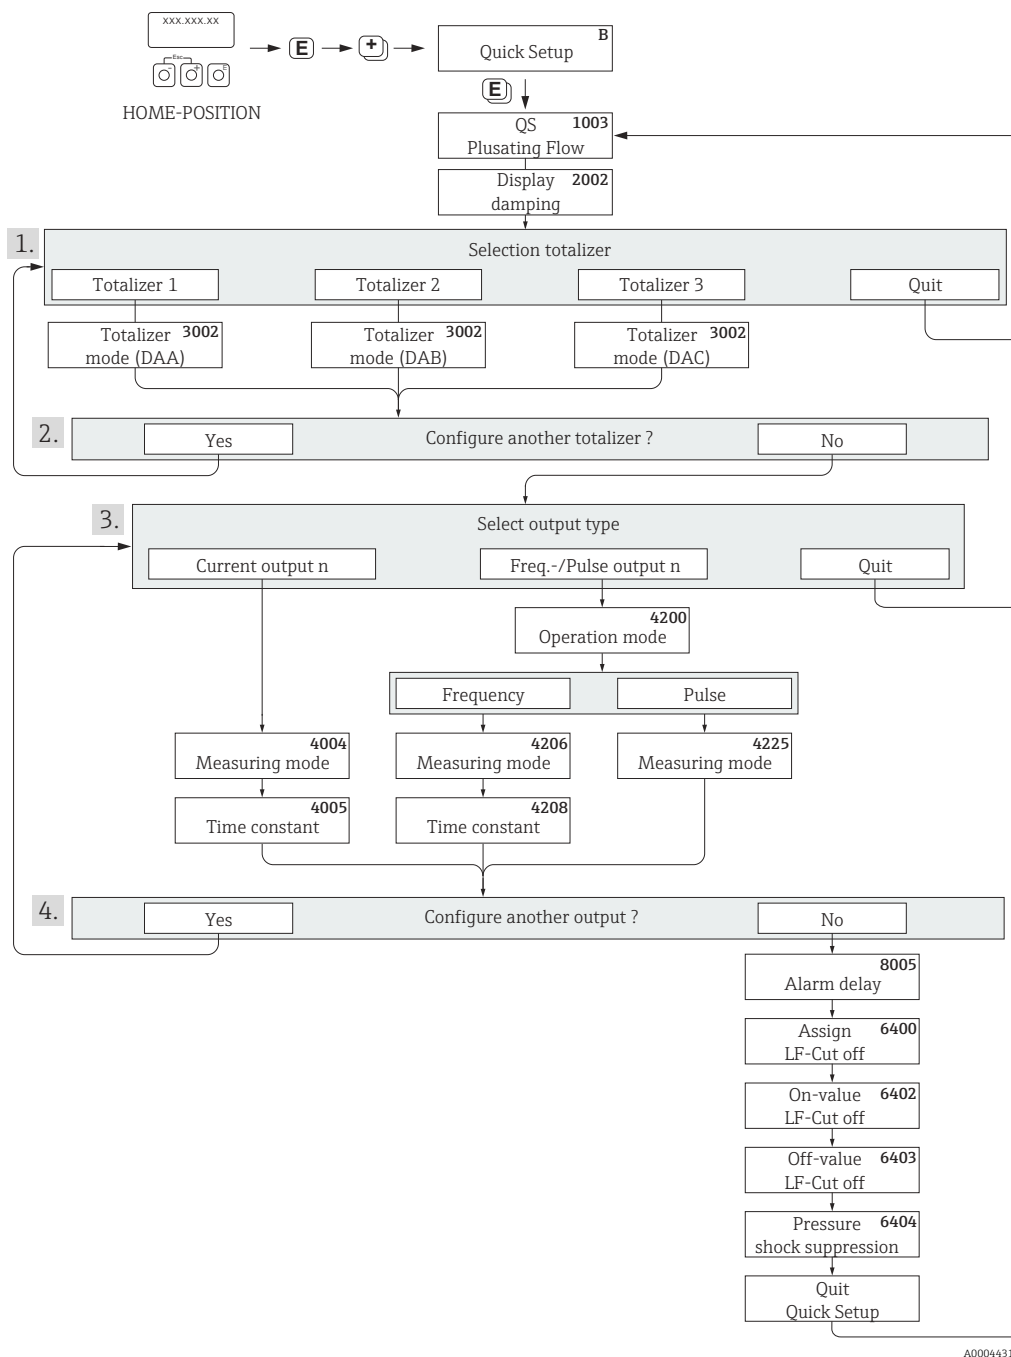 XXX.XXX.XX
Esc
- + E
HOME-POSITION
E
+
B
Quick Setup
E
QS 1003
Plusating Flow
Display 2002
damping
1.
Selection totalizer
Totalizer 1
Totalizer 2
Totalizer 3
Quit
Totalizer 3002
mode (DAA)
Totalizer 3002
mode (DAB)
Totalizer 3002
mode (DAC)
2.
Yes
Configure another totalizer ?
No
3.
Select output type
Current output n
Freq.-/Pulse output n
Quit
4200
Operation mode
Frequency
Pulse
4004
Measuring mode
4206
Measuring mode
4225
Measuring mode
4005
Time constant
4208
Time constant
4.
Yes
Configure another output ?
No
8005
Alarm delay
Assign 6400
LF-Cut off
On-value 6402
LF-Cut off
Off-value 6403
LF-Cut off
Pressure 6404
shock suppression
Quit
Quick Setup
A0004431